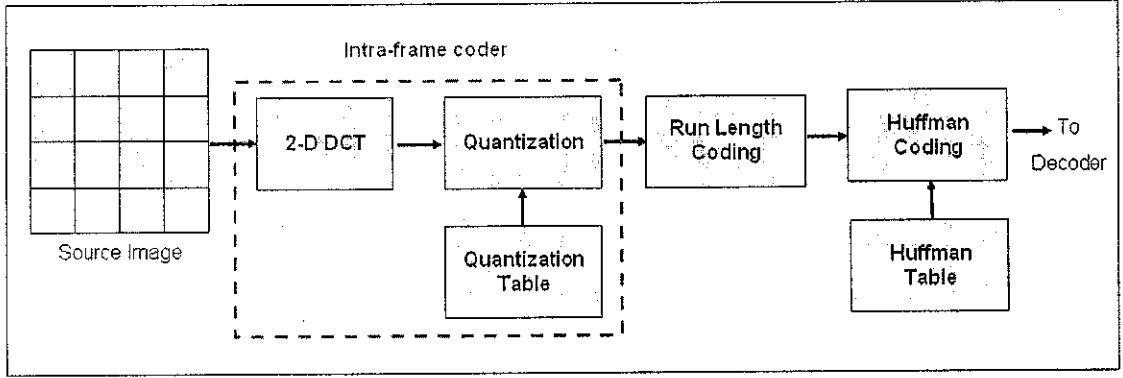 Intra-frame coder
2-D DCT
Quantization
Run Length
Coding
Huffman
Coding
To
Decoder
Source Image
Quantization
Table
Huffman
Table